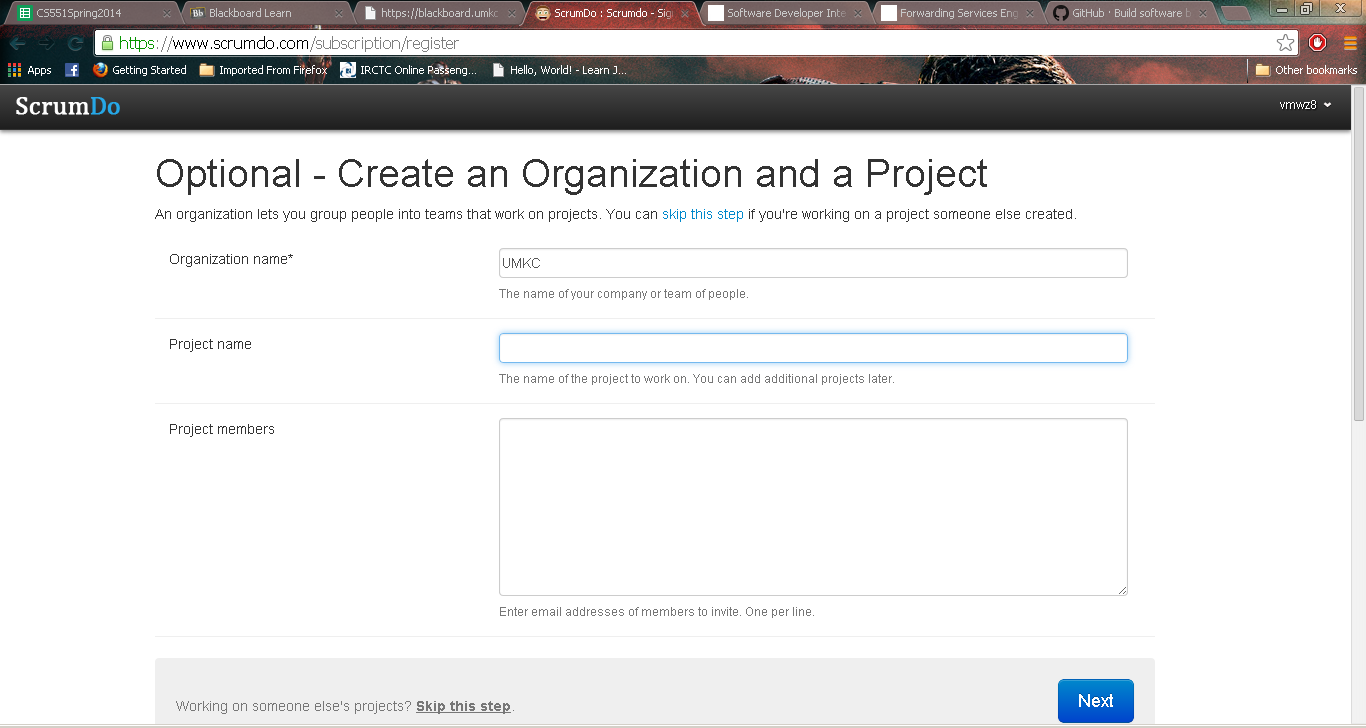 CS551Spring2014
Blackboard Learn
https://blackboard.umkc
ScrumDo : Scrumdo - Sign
Software Developer Inte
Forwarding Services Eng
GitHub · Build software b
https://www.scrumdo.com/subscription/register
Apps
Getting Started
Imported From Firefox
IRCTC Online Passeng...
Hello, World! - Learn J...
Other bookmarks
ScrumDo
vmwz8
Optional - Create an Organization and a Project
An organization lets you group people into teams that work on projects. You can skip this step if you're working on a project someone else created.
Organization name*
UMKC
The name of your company or team of people.
Project name
The name of the project to work on. You can add additional projects later.
Project members
Enter email addresses of members to invite. One per line.
Working on someone else's projects? Skip this step.
Next